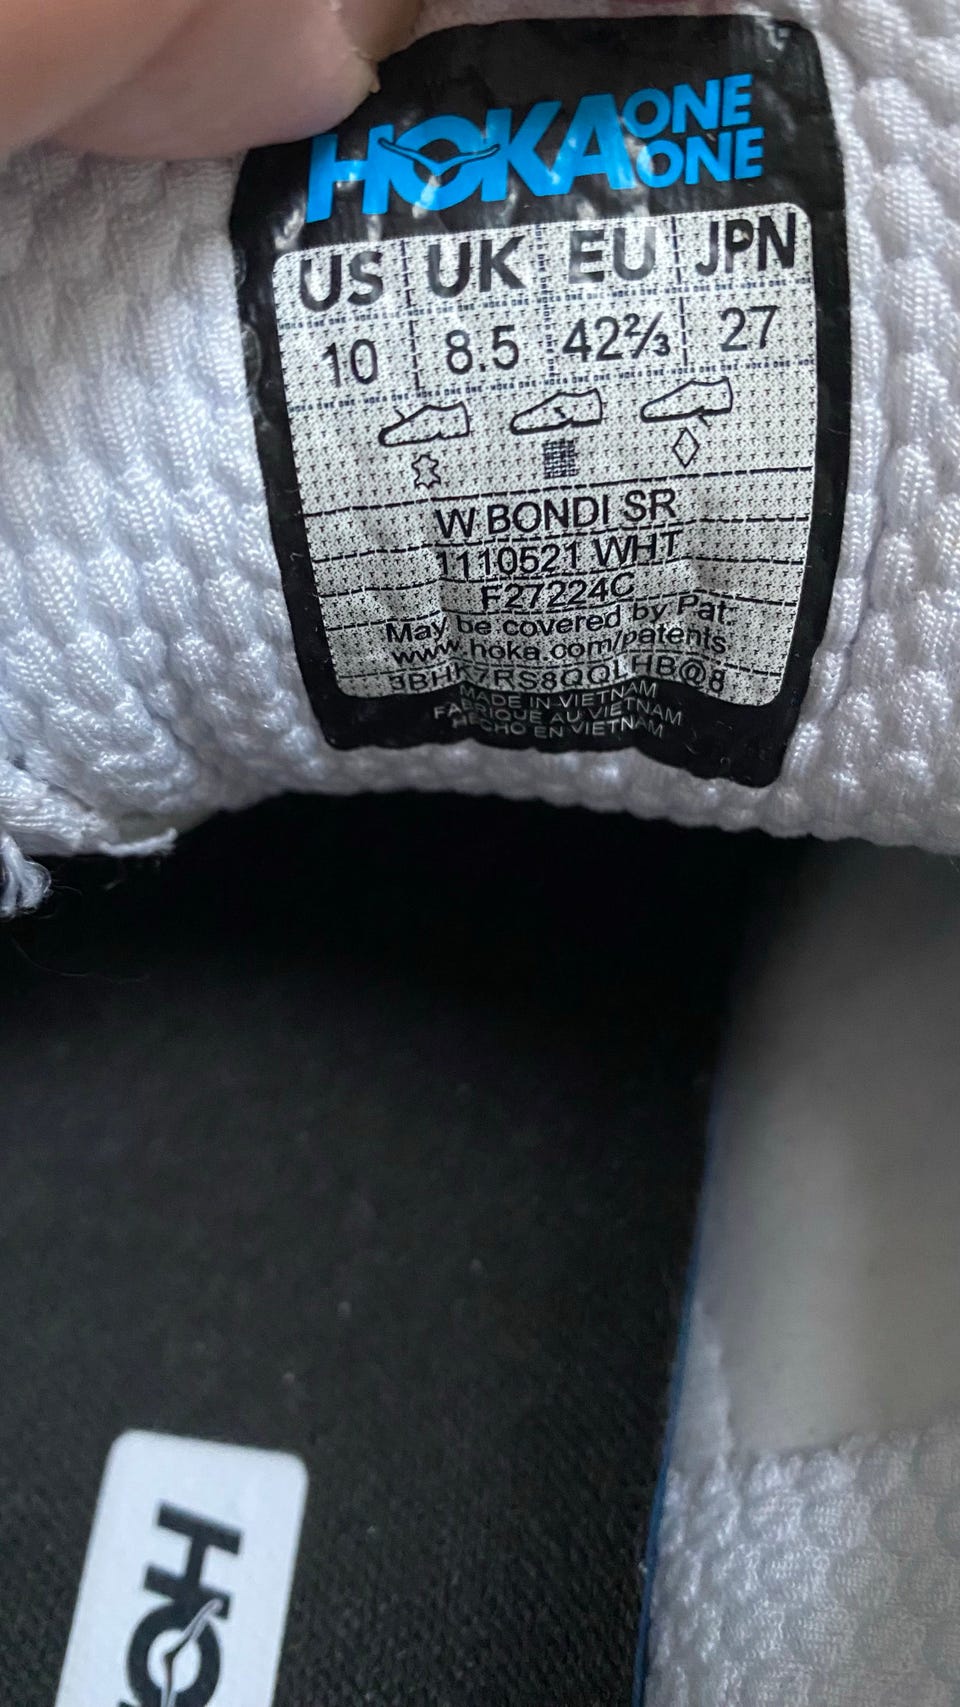 HOKA ONE ONE
US UK EU JPN
10 8.5 42⅔ 27
W BONDI SR
1110521 WHT
F27224C
May be covered by Pat.
www.hoka.com/patents
MADE IN VIETNAM
FABRIQUE AU VIETNAM
HECHO EN VIETNAM
HO